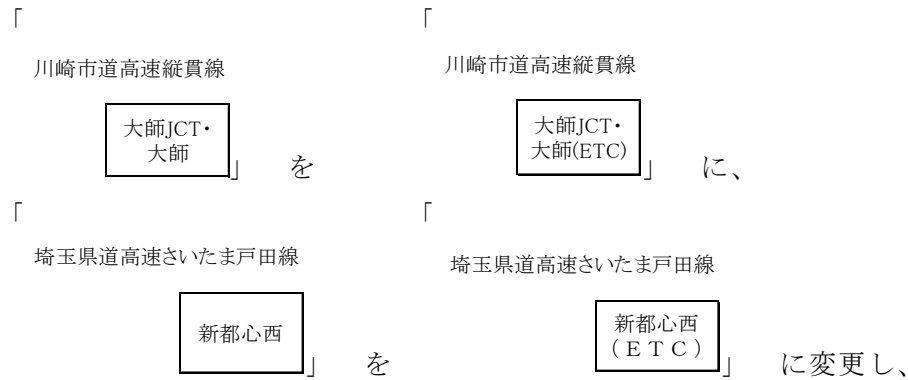 「
川崎市道高速縦貫線
大師JCT・
大師
」 を
「
川崎市道高速縦貫線
大師JCT・
大師(ETC)
」 に、
「
埼玉県道高速さいたま戸田線
新都心西
」 を
「
埼玉県道高速さいたま戸田線
新都心西
(ETC)
」 に変更し、